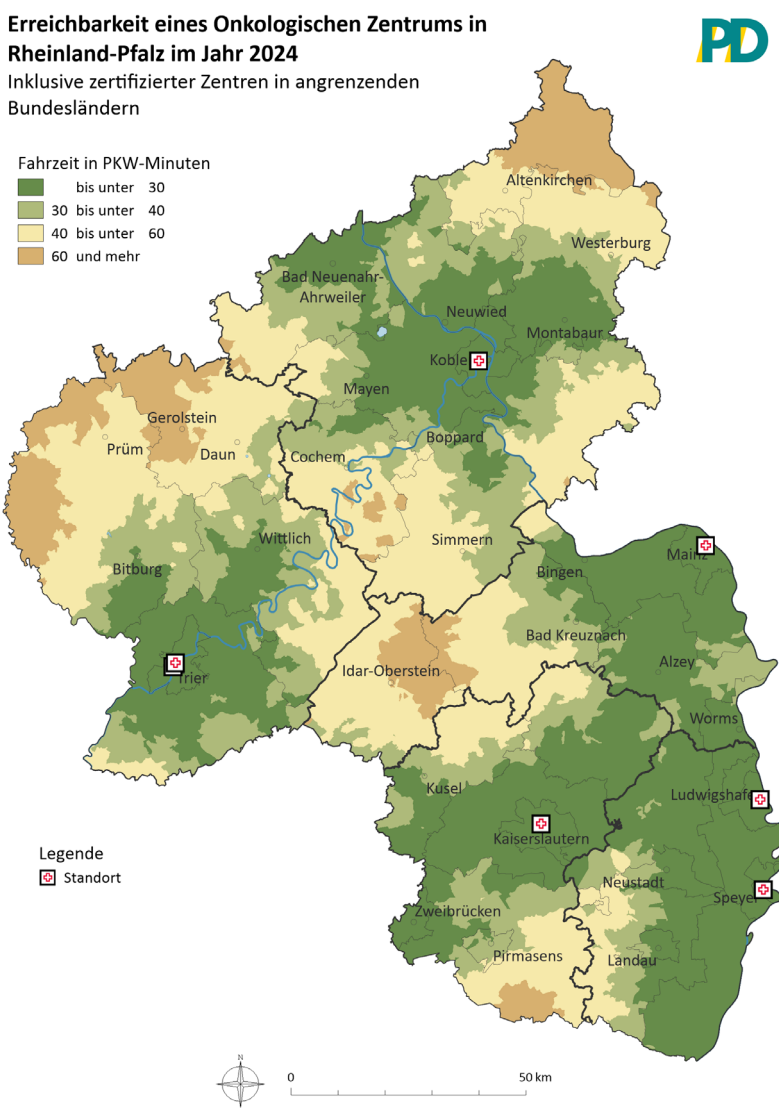 Erreichbarkeit eines Onkologischen Zentrums in
Rheinland-Pfalz im Jahr 2024
Inklusive zertifizierter Zentren in angrenzenden
Bundesländern
PD
Fahrzeit in PKW-Minuten
bis unter 30
30 bis unter 40
40 bis unter 60
60 und mehr
Altenkirchen
Westerburg
Bad Neuenahr-
Ahrweiler
Neuwied
Montabaur
Koble
Mayen
Gerolstein
Boppard
Prüm
Daun
Cochem
Wittlich
Simmern
Mainz
Bitburg
Bingen
Bad Kreuznach
Alzey
Idar-Oberstein
Trier
Worms
Kusel
Ludwigshafe
Kaiserslautern
Legende
Standort
Neustadt
Speyer
Zweibrücken
Pirmasens
Landau
N
0 50 km